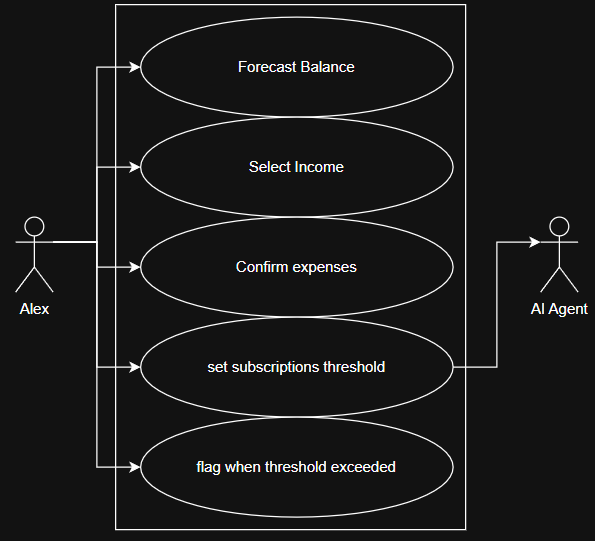 Forecast Balance
Select Income
Confirm expenses
Alex
AI Agent
set subscriptions threshold
flag when threshold exceeded